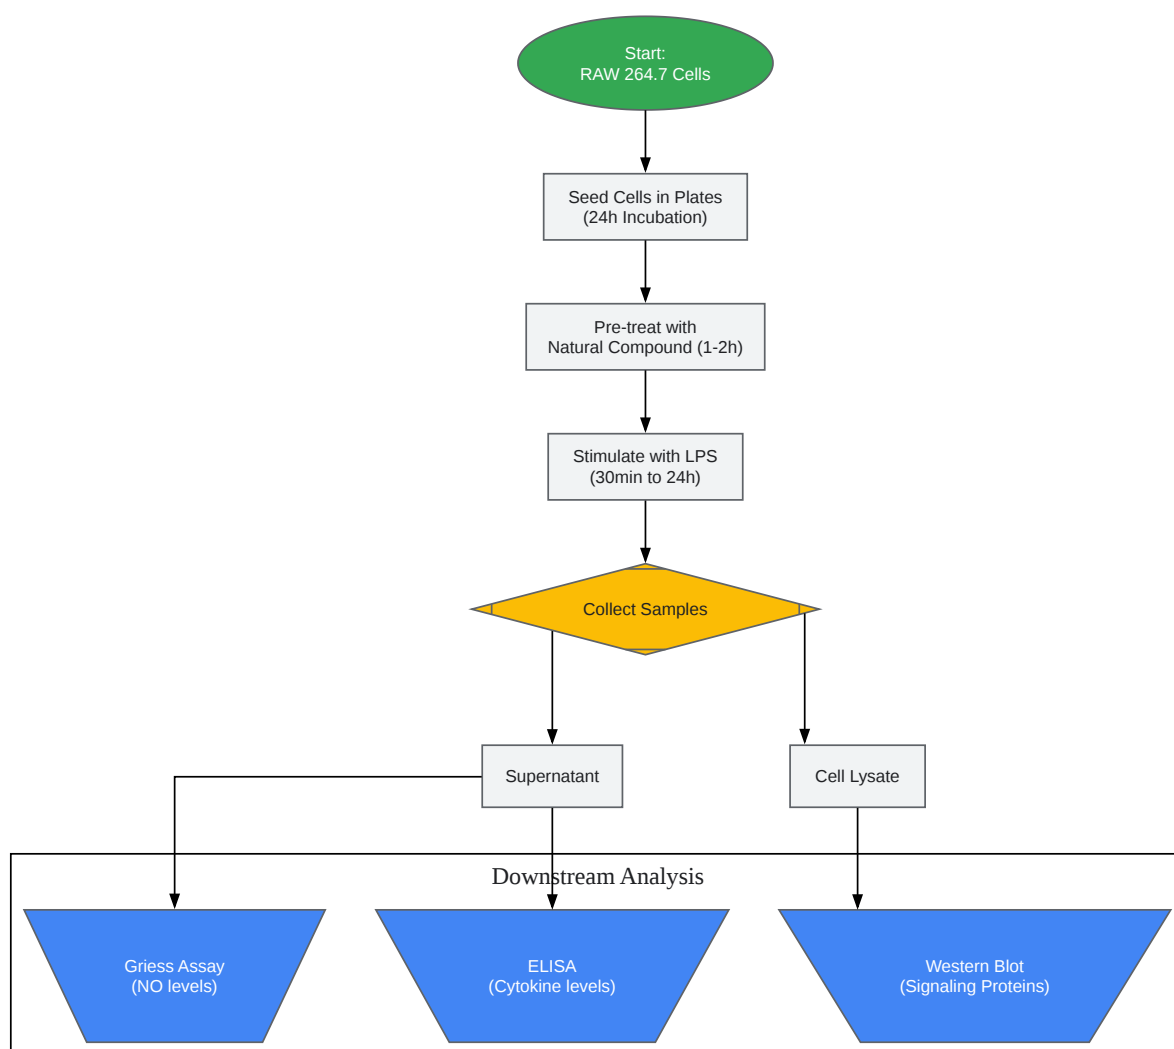 Start:
RAW 264.7 Cells
Seed Cells in Plates
(24h Incubation)
Pre-treat with
Natural Compound (1-2h)
Stimulate with LPS
(30min to 24h)
Collect Samples
Supernatant
Cell Lysate
Downstream Analysis
Griess Assay
(NO levels)
ELISA
(Cytokine levels)
Western Blot
(Signaling Proteins)